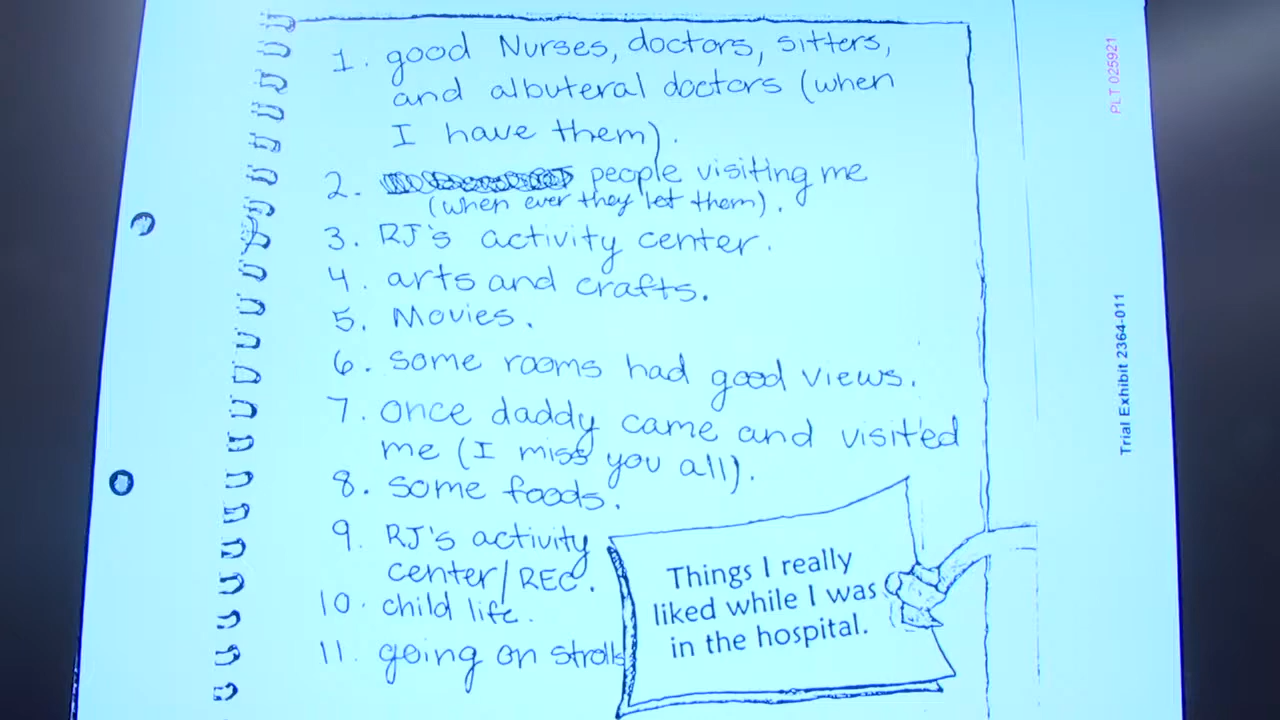 1. good Nurses, doctors, sitters,
and albuteral doctors (when
I have them).
2. people visiting me
(when ever they let them).
3. RJ's activity center.
4. arts and crafts.
5. Movies.
6. some rooms had good views.
7. once daddy came and visited
me (I miss you all).
8. some foods.
9. RJ's activity
center/REC.
10. child life.
11. going on strolls
Things I really
liked while I was
in the hospital.
PLT 025921
Trial Exhibit 2364-011